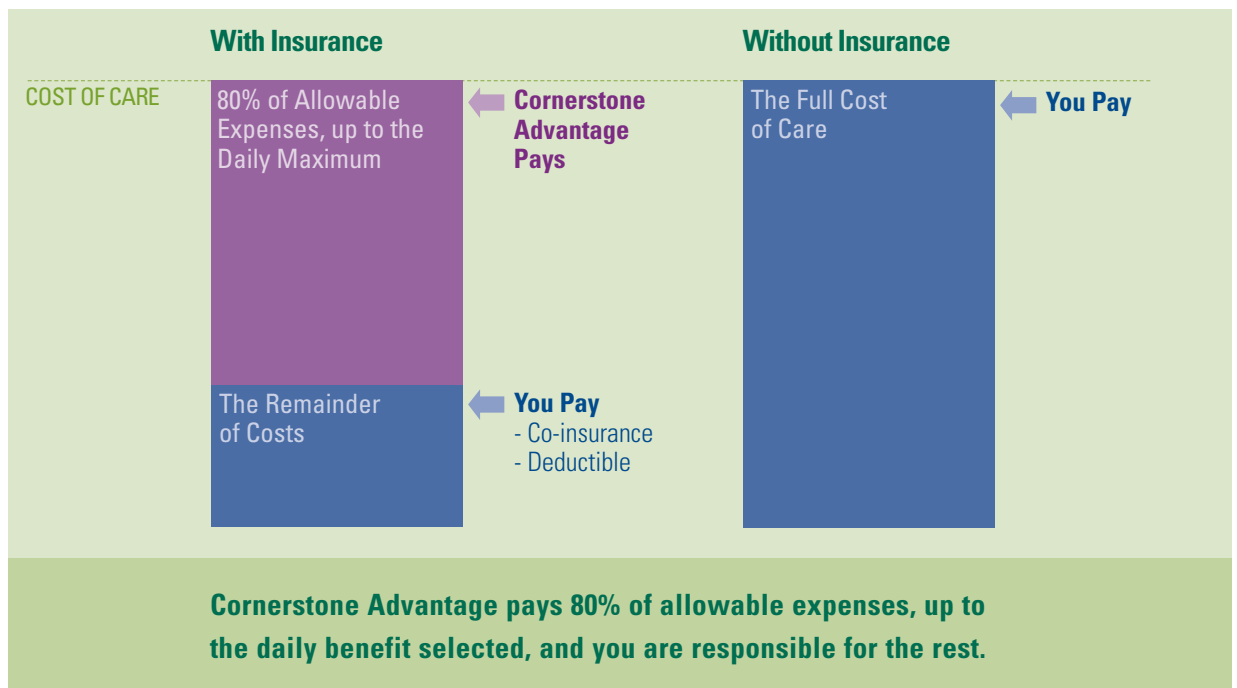 With Insurance
Without Insurance
COST OF CARE
80% of Allowable
Expenses, up to the
Daily Maximum
Cornerstone
Advantage
Pays
The Full Cost
of Care
You Pay
The Remainder
of Costs
You Pay
- Co-insurance
- Deductible
Cornerstone Advantage pays 80% of allowable expenses, up to
the daily benefit selected, and you are responsible for the rest.